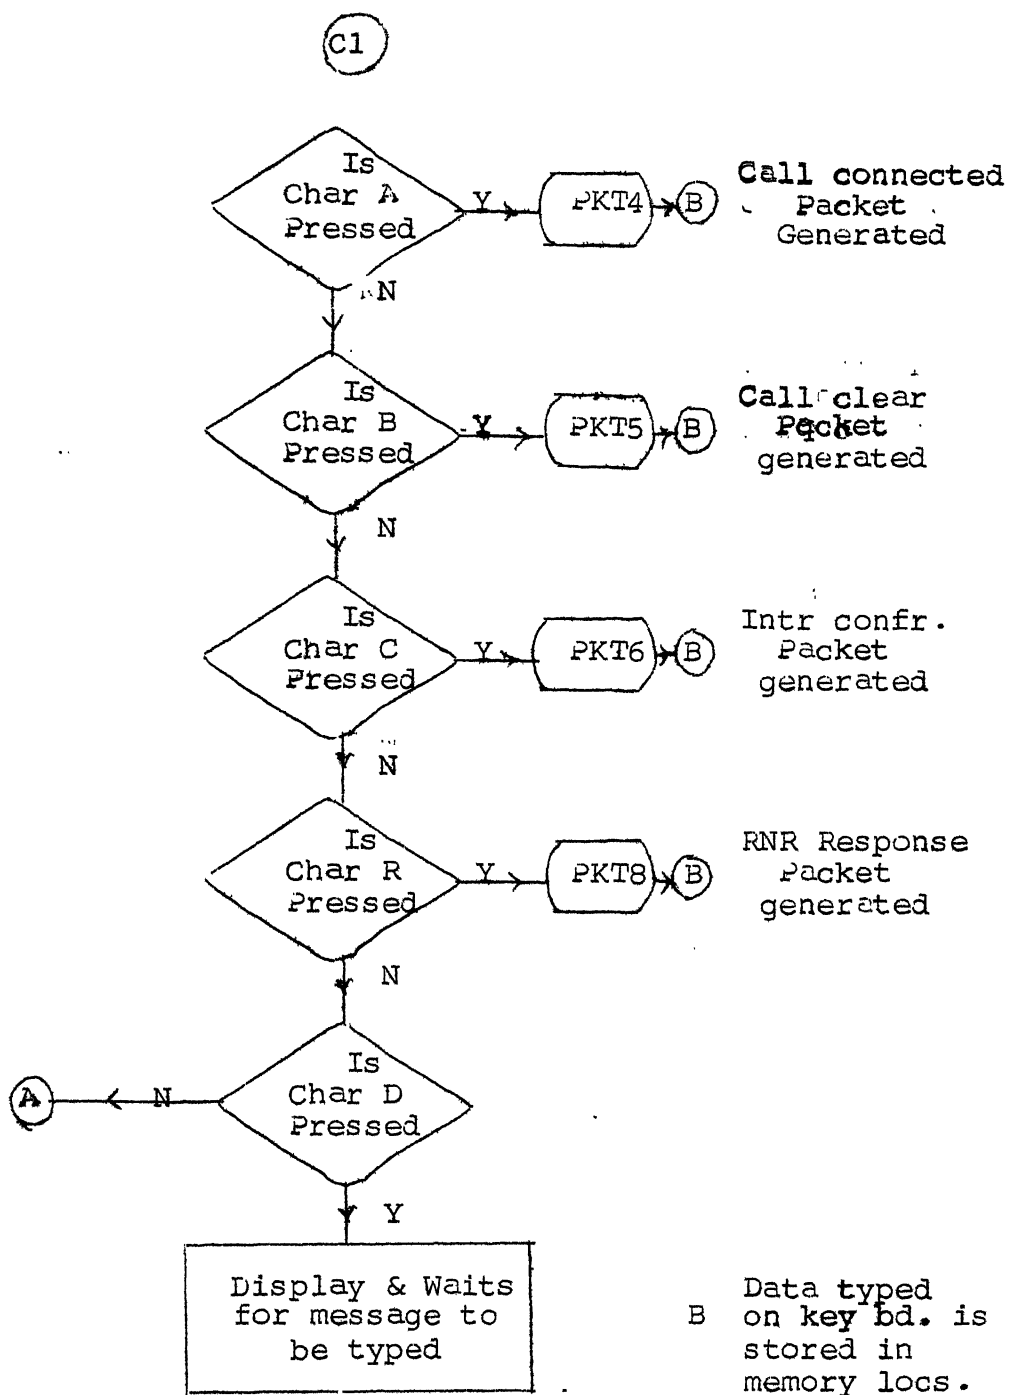 C1
Is
Char A
Pressed
Y
PKT4
B
Call connected
Packet
Generated
N
Is
Char B
Pressed
Y
PKT5
B
Call clear
Packet
generated
N
Is
Char C
Pressed
Y
PKT6
B
Intr confr.
Packet
generated
N
Is
Char R
Pressed
Y
PKT8
B
RNR Response
Packet
generated
N
Is
Char D
Pressed
N
A
Y
Display & Waits
for message to
be typed
B
Data typed
on key bd. is
stored in
memory locs.